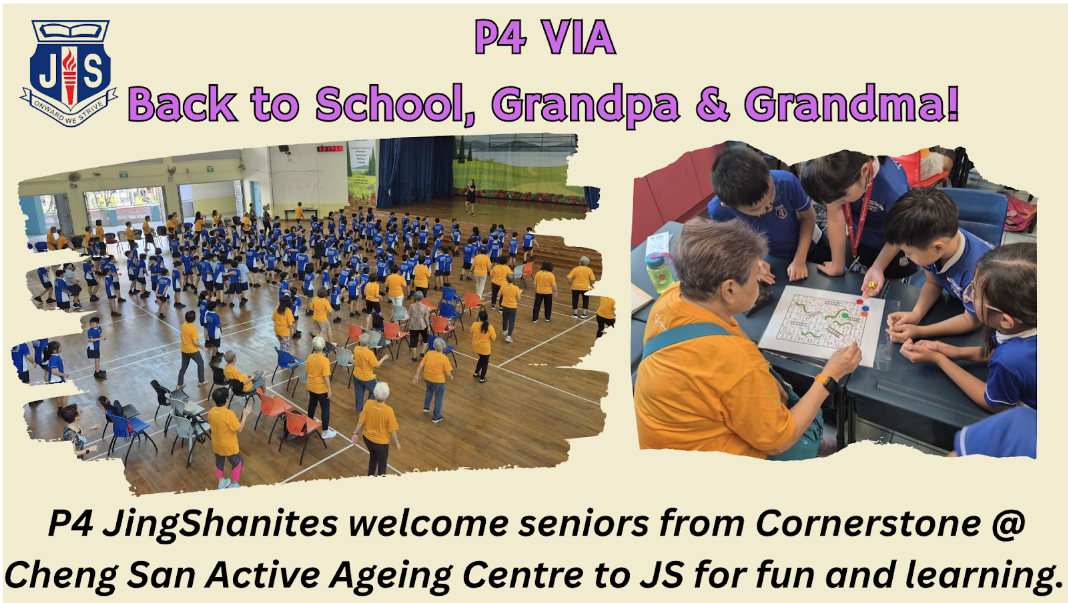 P4 VIA
Back to School, Grandpa & Grandma!
J S
ONWARD WE STRIVE
P4 JingShanites welcome seniors from Cornerstone @
Cheng San Active Ageing Centre to JS for fun and learning.